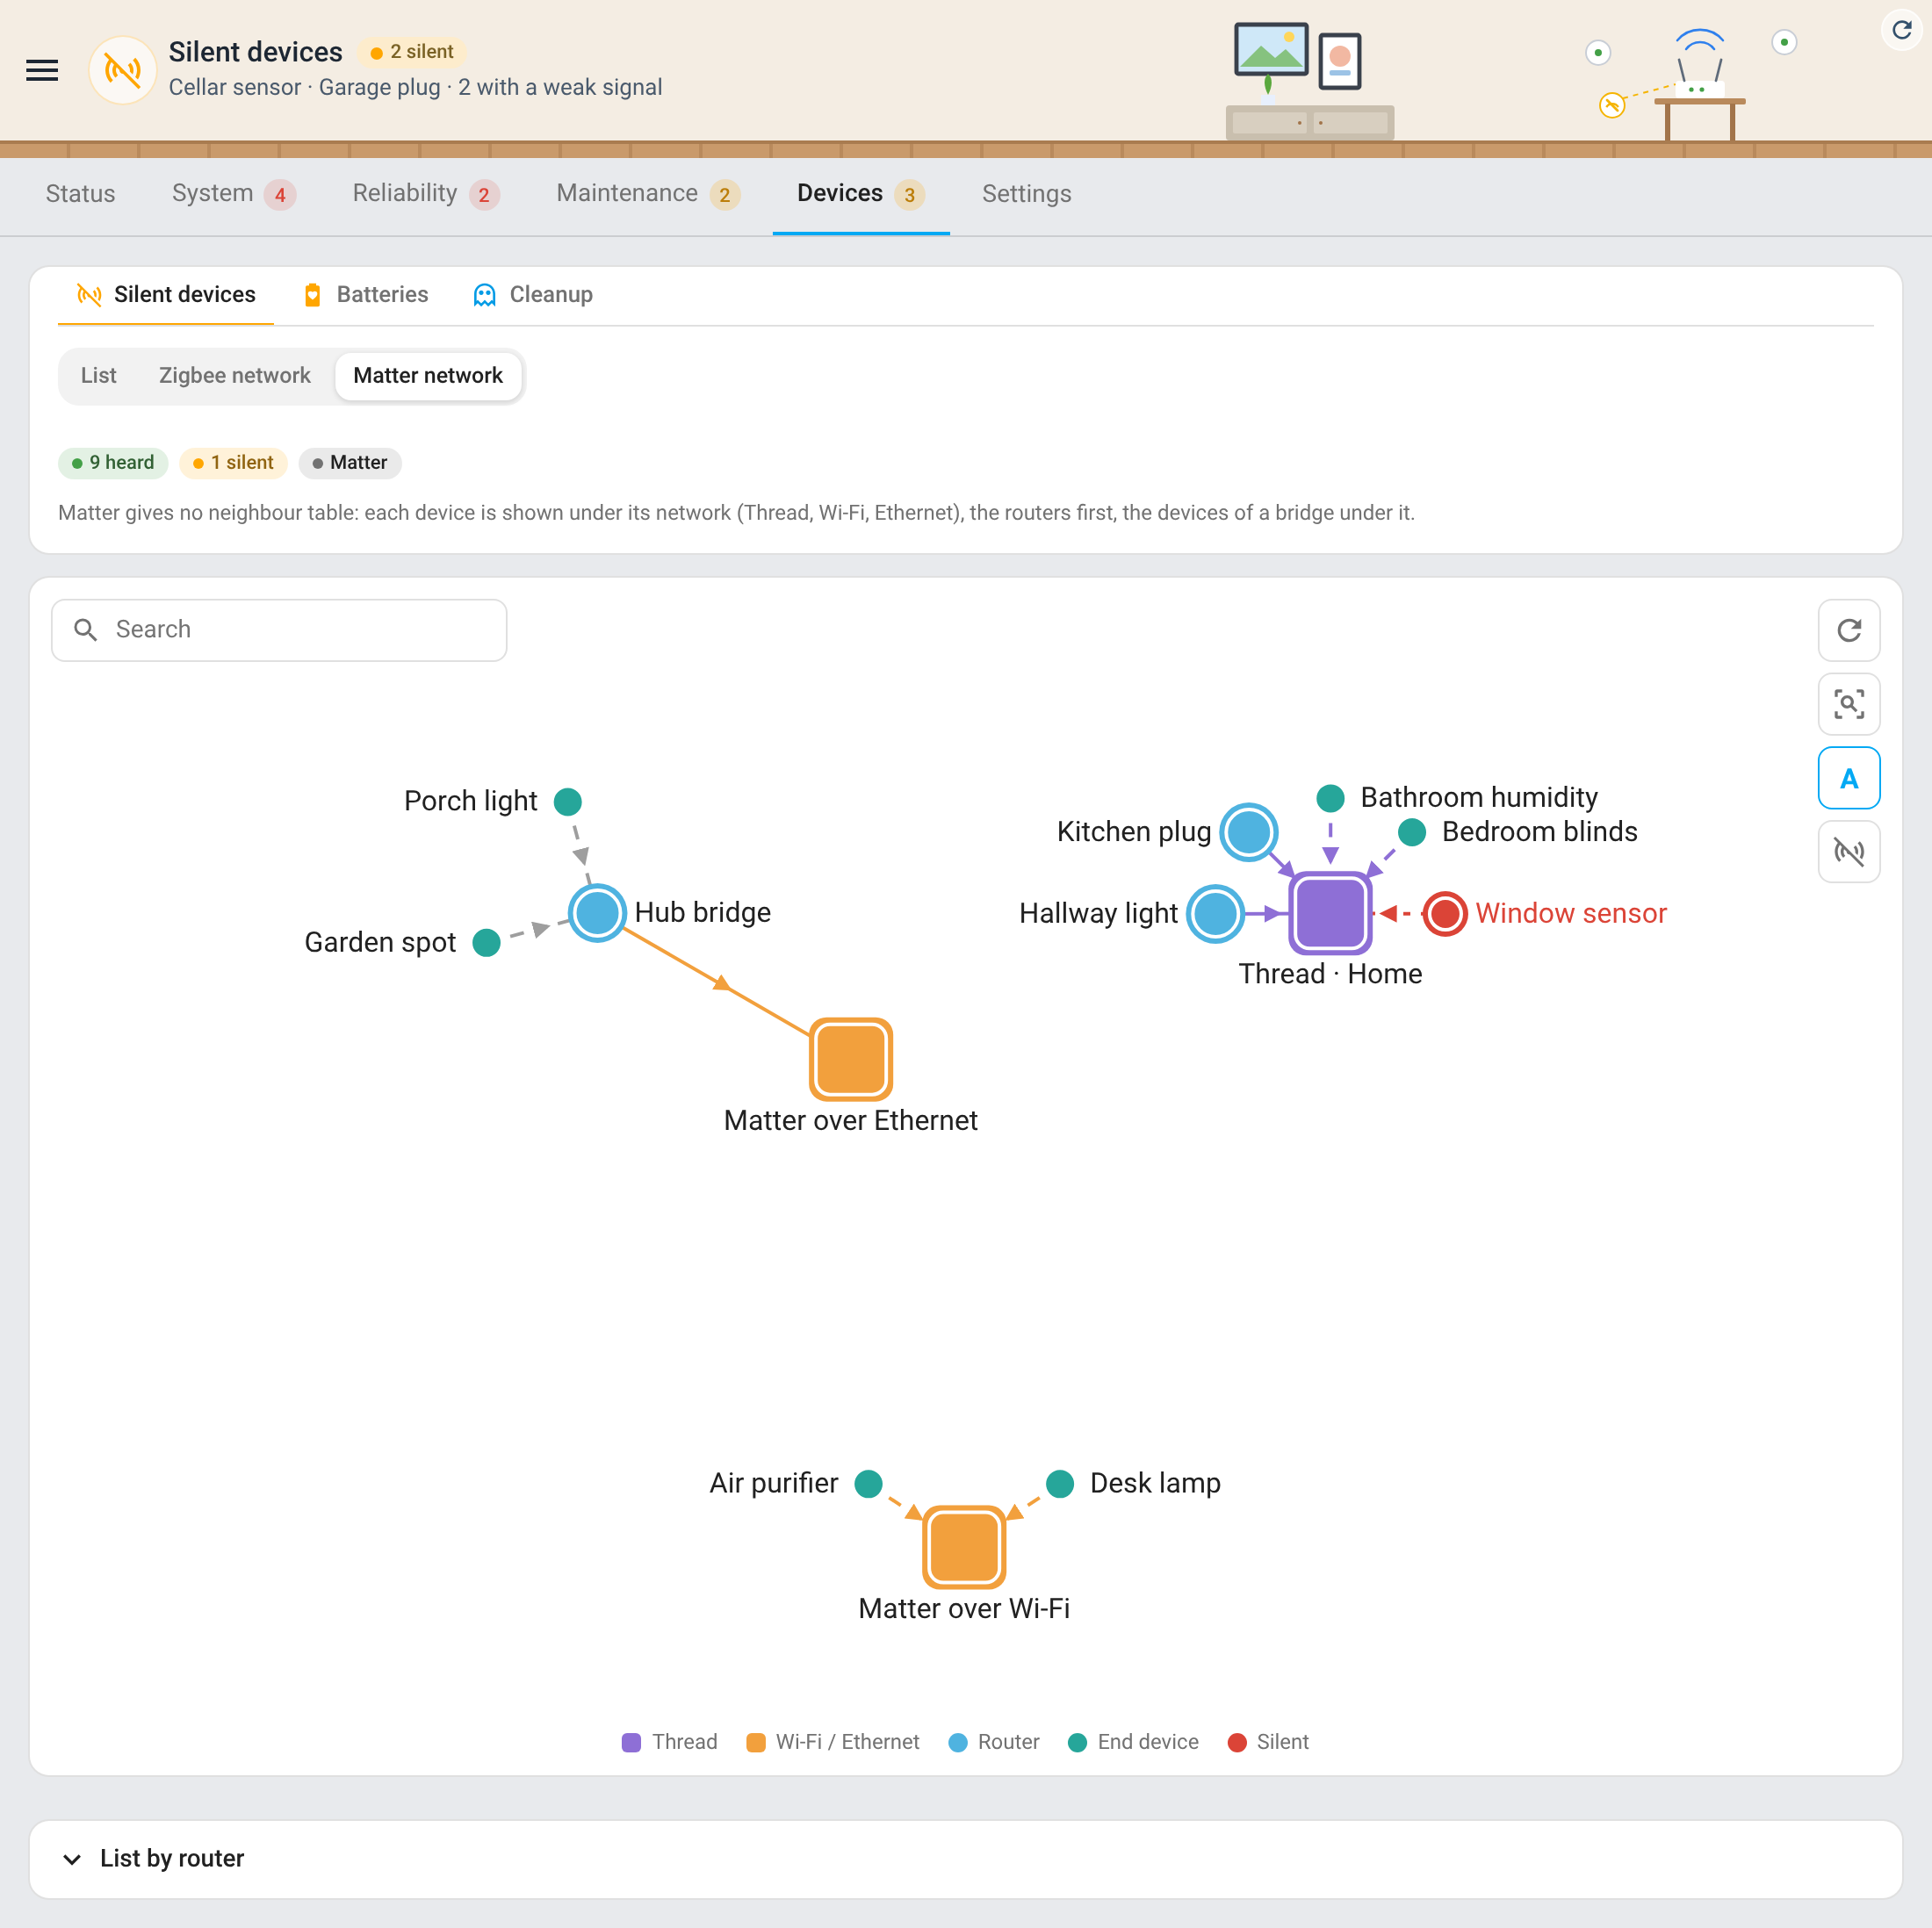 Silent devices
2 silent
Cellar sensor · Garage plug · 2 with a weak signal
Status
System 4
Reliability 2
Maintenance 2
Devices 3
Settings
Silent devices
Batteries
Cleanup
List
Zigbee network
Matter network
9 heard
1 silent
Matter
Matter gives no neighbour table: each device is shown under its network (Thread, Wi-Fi, Ethernet), the routers first, the devices of a bridge under it.
Search
A
Porch light
Bathroom humidity
Kitchen plug
Bedroom blinds
Hub bridge
Hallway light
Window sensor
Garden spot
Thread · Home
Matter over Ethernet
Air purifier
Desk lamp
Matter over Wi-Fi
Thread
Wi-Fi / Ethernet
Router
End device
Silent
List by router